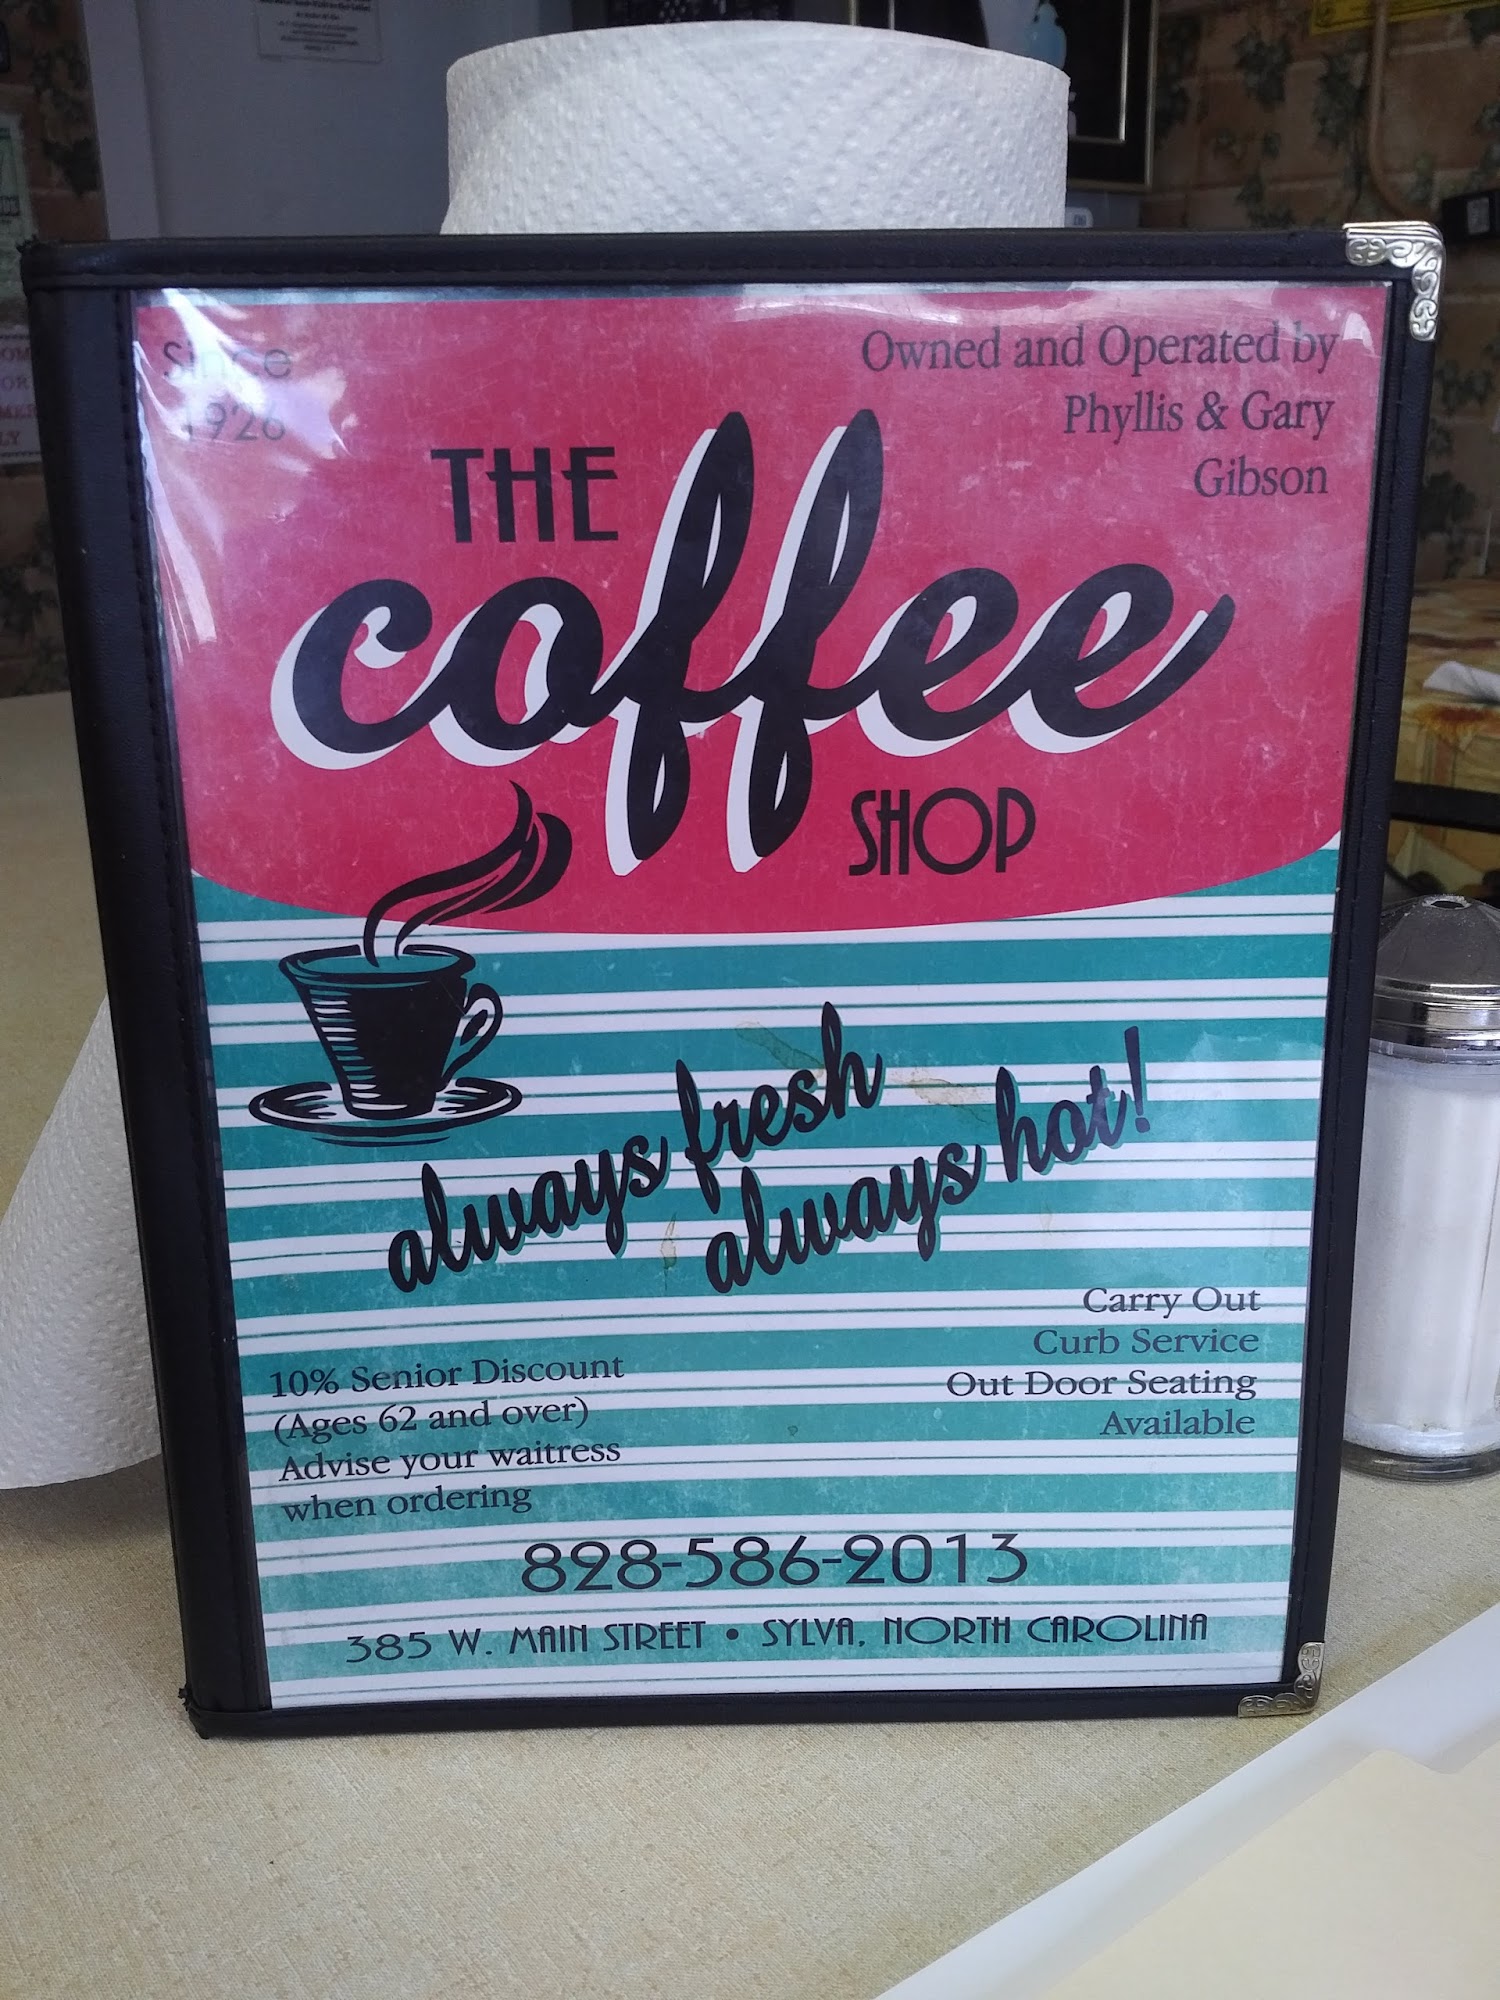 Since
1926
Owned and Operated by
Phyllis & Gary
Gibson
THE
coffee
SHOP
always fresh
always hot!
Carry Out
Curb Service
Out Door Seating
Available
10% Senior Discount
(Ages 62 and over)
Advise your waitress
when ordering
828-586-2013
385 W. MAIN STREET • SYLVA, NORTH CAROLINA